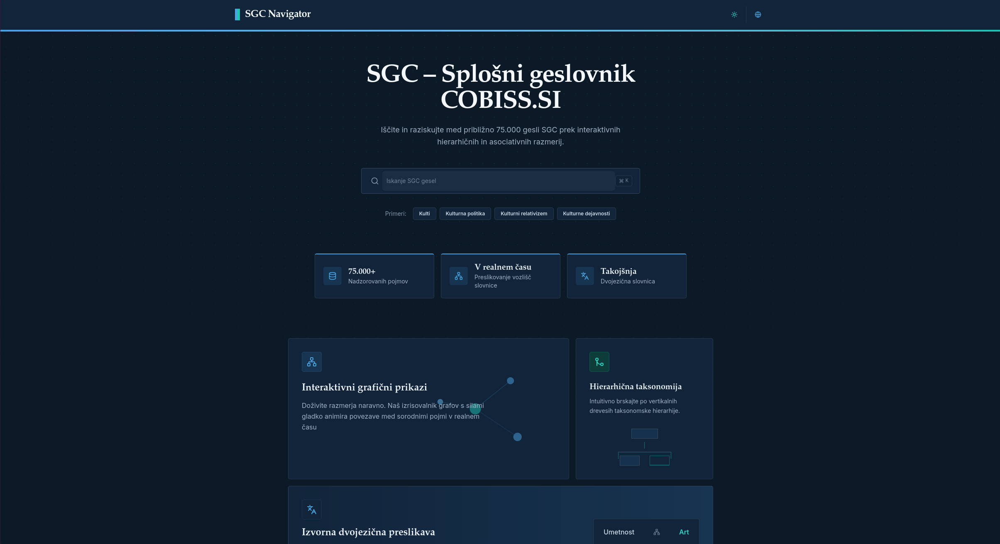 SGC Navigator
SGC – Splošni geslovnik
COBISS.SI
Iščite in raziskujte med približno 75.000 gesli SGC prek interaktivnih
hierarhičnih in asociativnih razmerij.
Iskanje SGC gesel
⌘ K
Primeri:
Kulti
Kulturna politika
Kulturni relativizem
Kulturne dejavnosti
75.000+
Nadzorovanih pojmov
V realnem času
Preslikovanje vozlišč
slovnice
Takojšnja
Dvojezična slovnica
Interaktivni grafični prikazi
Doživite razmerja naravno. Naš izrisovalnik grafov s silami
gladko animira povezave med sorodnimi pojmi v realnem
času
Hierarhična taksonomija
Intuitivno brskajte po vertikalnih
drevesih taksonomske hierarhije.
Izvorna dvojezična preslikava
Umetnost
Art